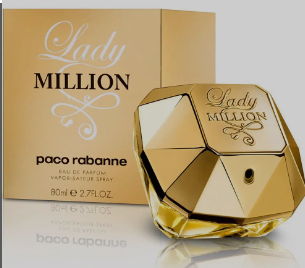 Lady
MILLION
paco rabanne
EAU DE PARFUM
VAPORISATEUR SPRAY
80ml ℮ 2.7FL.OZ.
Lady
MILLION